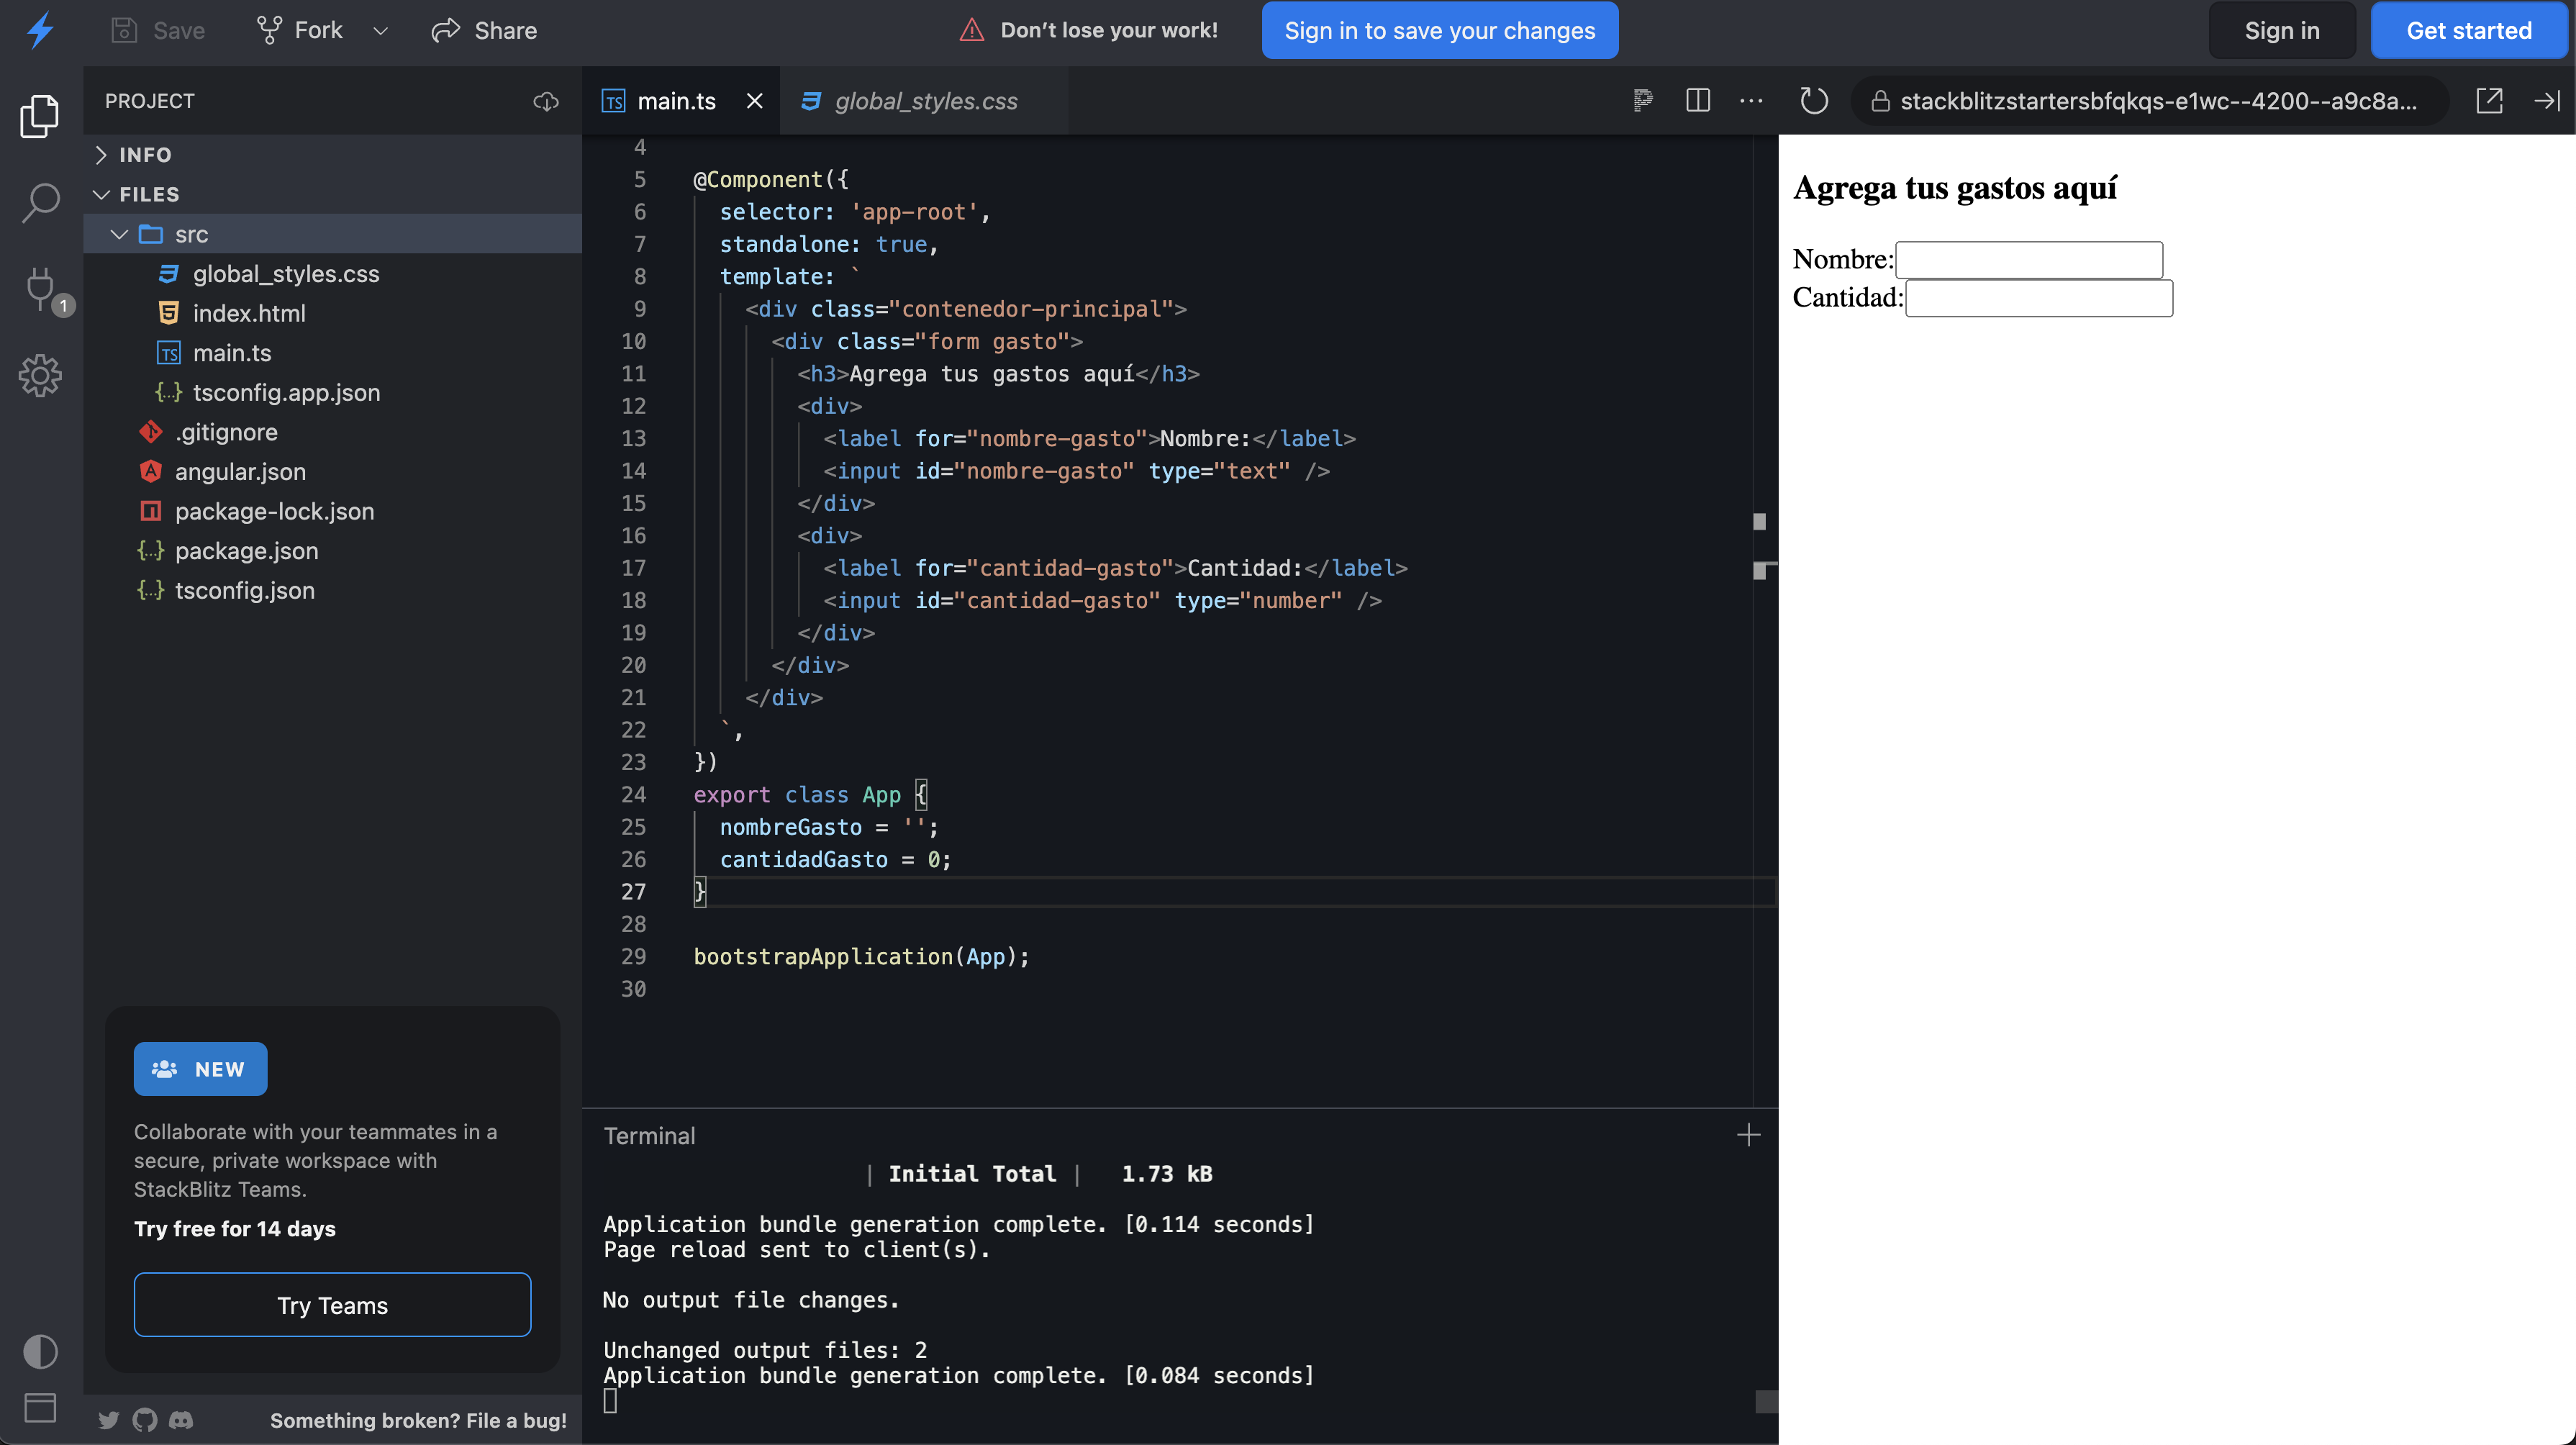 Save
Fork
Share
Don't lose your work!
Sign in to save your changes
Sign in
Get started
PROJECT
INFO
FILES
src
global_styles.css
index.html
main.ts
tsconfig.app.json
.gitignore
angular.json
package-lock.json
package.json
tsconfig.json
1
NEW
Collaborate with your teammates in a
secure, private workspace with
StackBlitz Teams.
Try free for 14 days
Try Teams
Something broken? File a bug!
main.ts
global_styles.css
4
5 @Component({
6 selector: 'app-root',
7 standalone: true,
8 template: `
9 <div class="contenedor-principal">
10 <div class="form gasto">
11 <h3>Agrega tus gastos aquí</h3>
12 <div>
13 <label for="nombre-gasto">Nombre:</label>
14 <input id="nombre-gasto" type="text" />
15 </div>
16 <div>
17 <label for="cantidad-gasto">Cantidad:</label>
18 <input id="cantidad-gasto" type="number" />
19 </div>
20 </div>
21 </div>
22 `,
23 })
24 export class App {
25 nombreGasto = '';
26 cantidadGasto = 0;
27 }
28
29 bootstrapApplication(App);
30
Terminal
| Initial Total | 1.73 kB
Application bundle generation complete. [0.114 seconds]
Page reload sent to client(s).
No output file changes.
Unchanged output files: 2
Application bundle generation complete. [0.084 seconds]
stackblitzstartersbfqkqs-e1wc--4200--a9c8a...
Agrega tus gastos aquí
Nombre:
Cantidad: